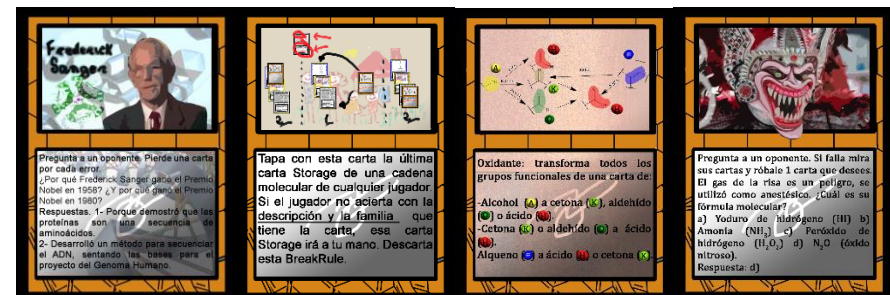 Frederick
Sanger
Pregunta a un oponente. Pierde una carta
por cada error.
¿Por qué Frederick Sanger ganó el Premio
Nobel en 1958? ¿Y por qué ganó el Premio
Nobel en 1980?
Respuestas. 1- Porque demostró que las
proteínas son una secuencia de
aminoácidos.
2- Desarrolló un método para secuenciar
el ADN, sentando las bases para el
proyecto del Genoma Humano.
Tapa con esta carta la última
carta Storage de una cadena
molecular de cualquier jugador.
Si el jugador no acierta con la
descripción y la familia que
tiene la carta, esa carta
Storage irá a tu mano. Descarta
esta BreakRule.
Oxidante: transforma todos los
grupos funcionales de una carta de:
-Alcohol (A) a cetona (K), aldehído
(O) o ácido (H).
-Cetona (K) o aldehído (O) a ácido
(H).
Alqueno (E) a ácido (H) o cetona (K).
Pregunta a un oponente. Si falla mira
sus cartas y róbale 1 carta que desees.
El gas de la risa es un peligro, se
utilizó como anestésico. ¿Cuál es su
fórmula molecular?
a) Yoduro de hidrógeno (HI) b)
Amonia (NH₃) c) Peróxido de
hidrógeno (H₂O₂) d) N₂O (óxido
nitroso).
Respuesta: d)